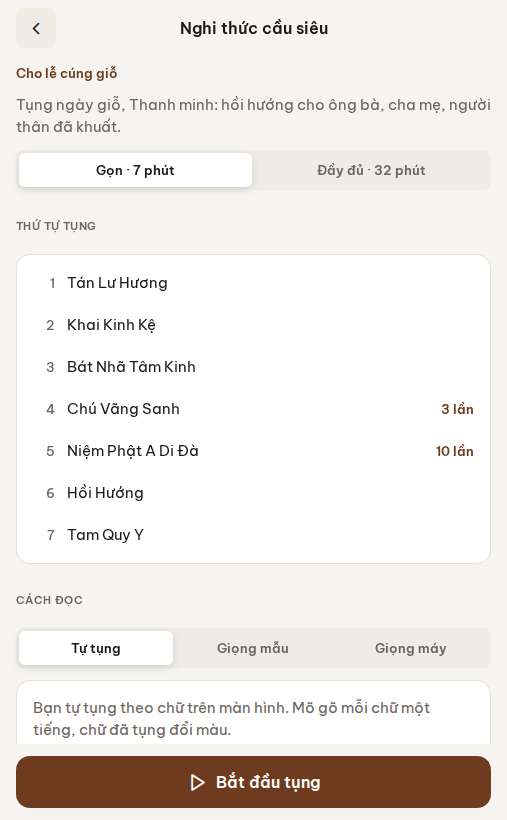 Nghi thức cầu siêu
Cho lễ cúng giỗ
Tụng ngày giỗ, Thanh minh: hồi hướng cho ông bà, cha mẹ, người
thân đã khuất.
Gọn · 7 phút
Đầy đủ · 32 phút
THỨ TỰ TỤNG
1 Tán Lư Hương
2 Khai Kinh Kệ
3 Bát Nhã Tâm Kinh
4 Chú Vãng Sanh 3 lần
5 Niệm Phật A Di Đà 10 lần
6 Hồi Hướng
7 Tam Quy Y
CÁCH ĐỌC
Tự tụng
Giọng mẫu
Giọng máy
Bạn tự tụng theo chữ trên màn hình. Mõ gõ mỗi chữ một
tiếng, chữ đã tụng đổi màu.
Bắt đầu tụng